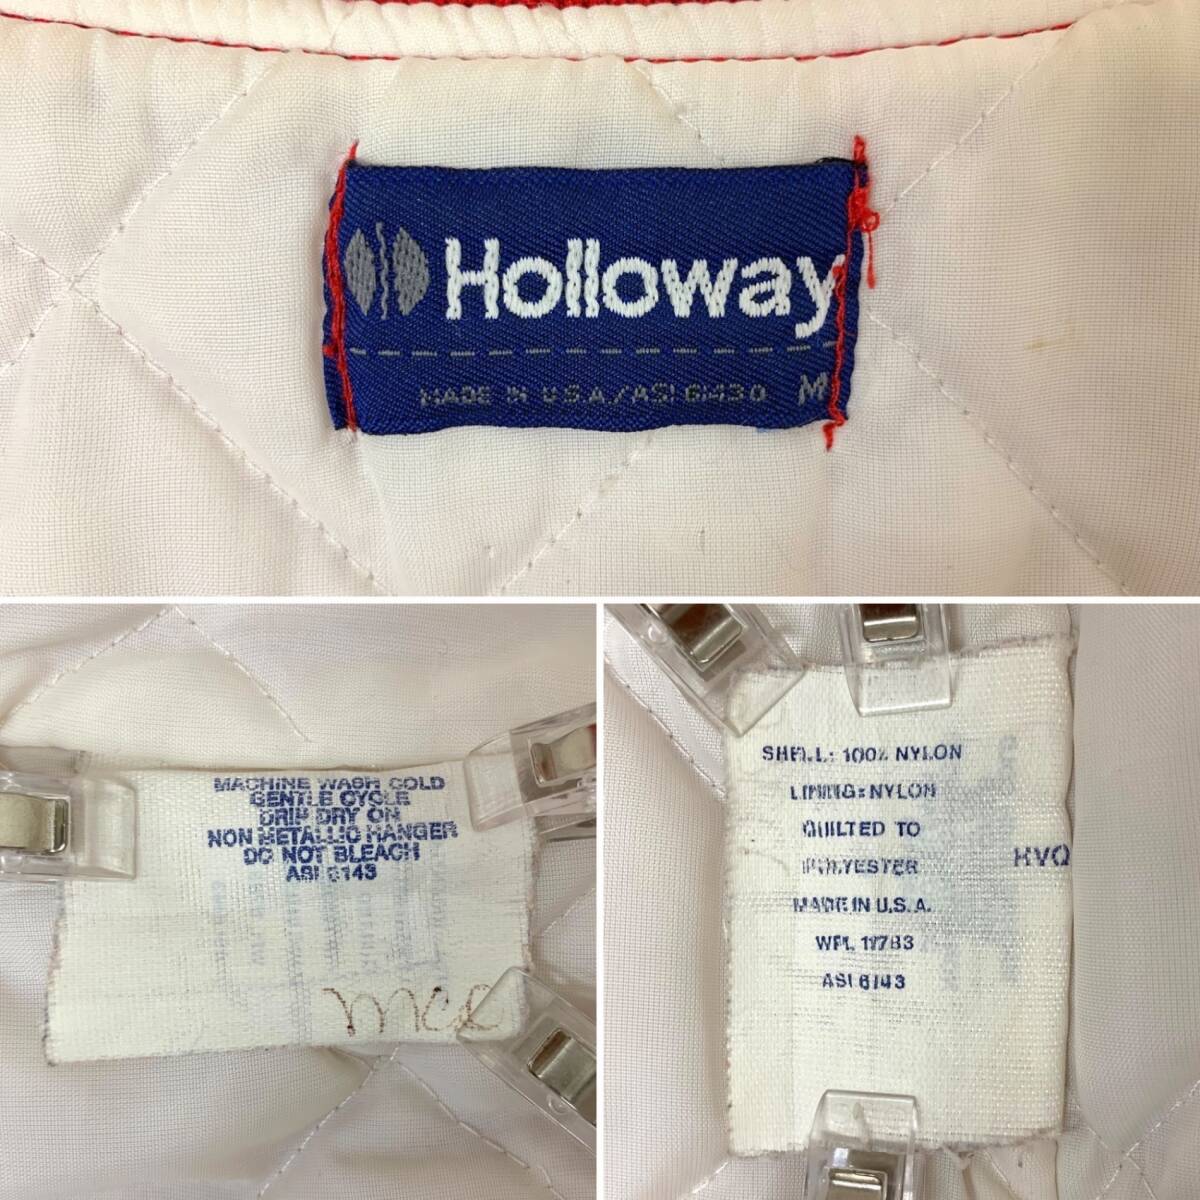 Holloway
MADE IN U.S.A./ASI 61430 M
MACHINE WASH COLD
GENTLE CYCLE
DRIP DRY ON
NON METALLIC HANGER
DO NOT BLEACH
ASI 6143
SHELL: 100% NYLON
LINING: NYLON
QUILTED TO
POLYESTER
HVQ
MADE IN U.S.A.
WPL 11783
ASI 6143